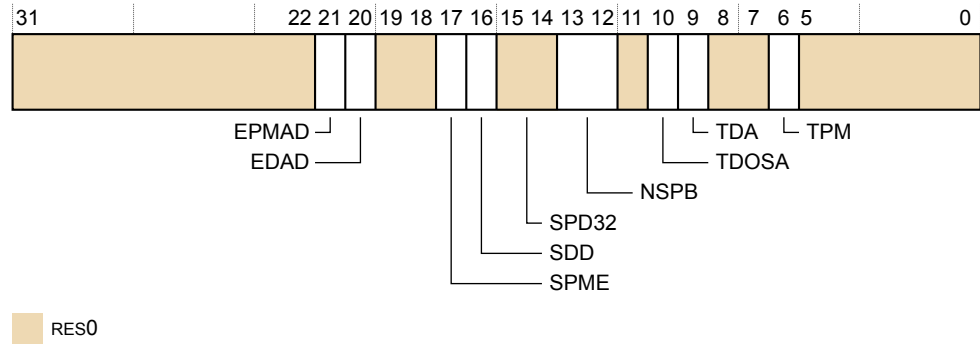 31 22 21 20 19 18 17 16 15 14 13 12 11 10 9 8 7 6 5 0
EPMAD TDA TPM
EDAD TDOSA
NSPB
SPD32
SDD
SPME
RES0